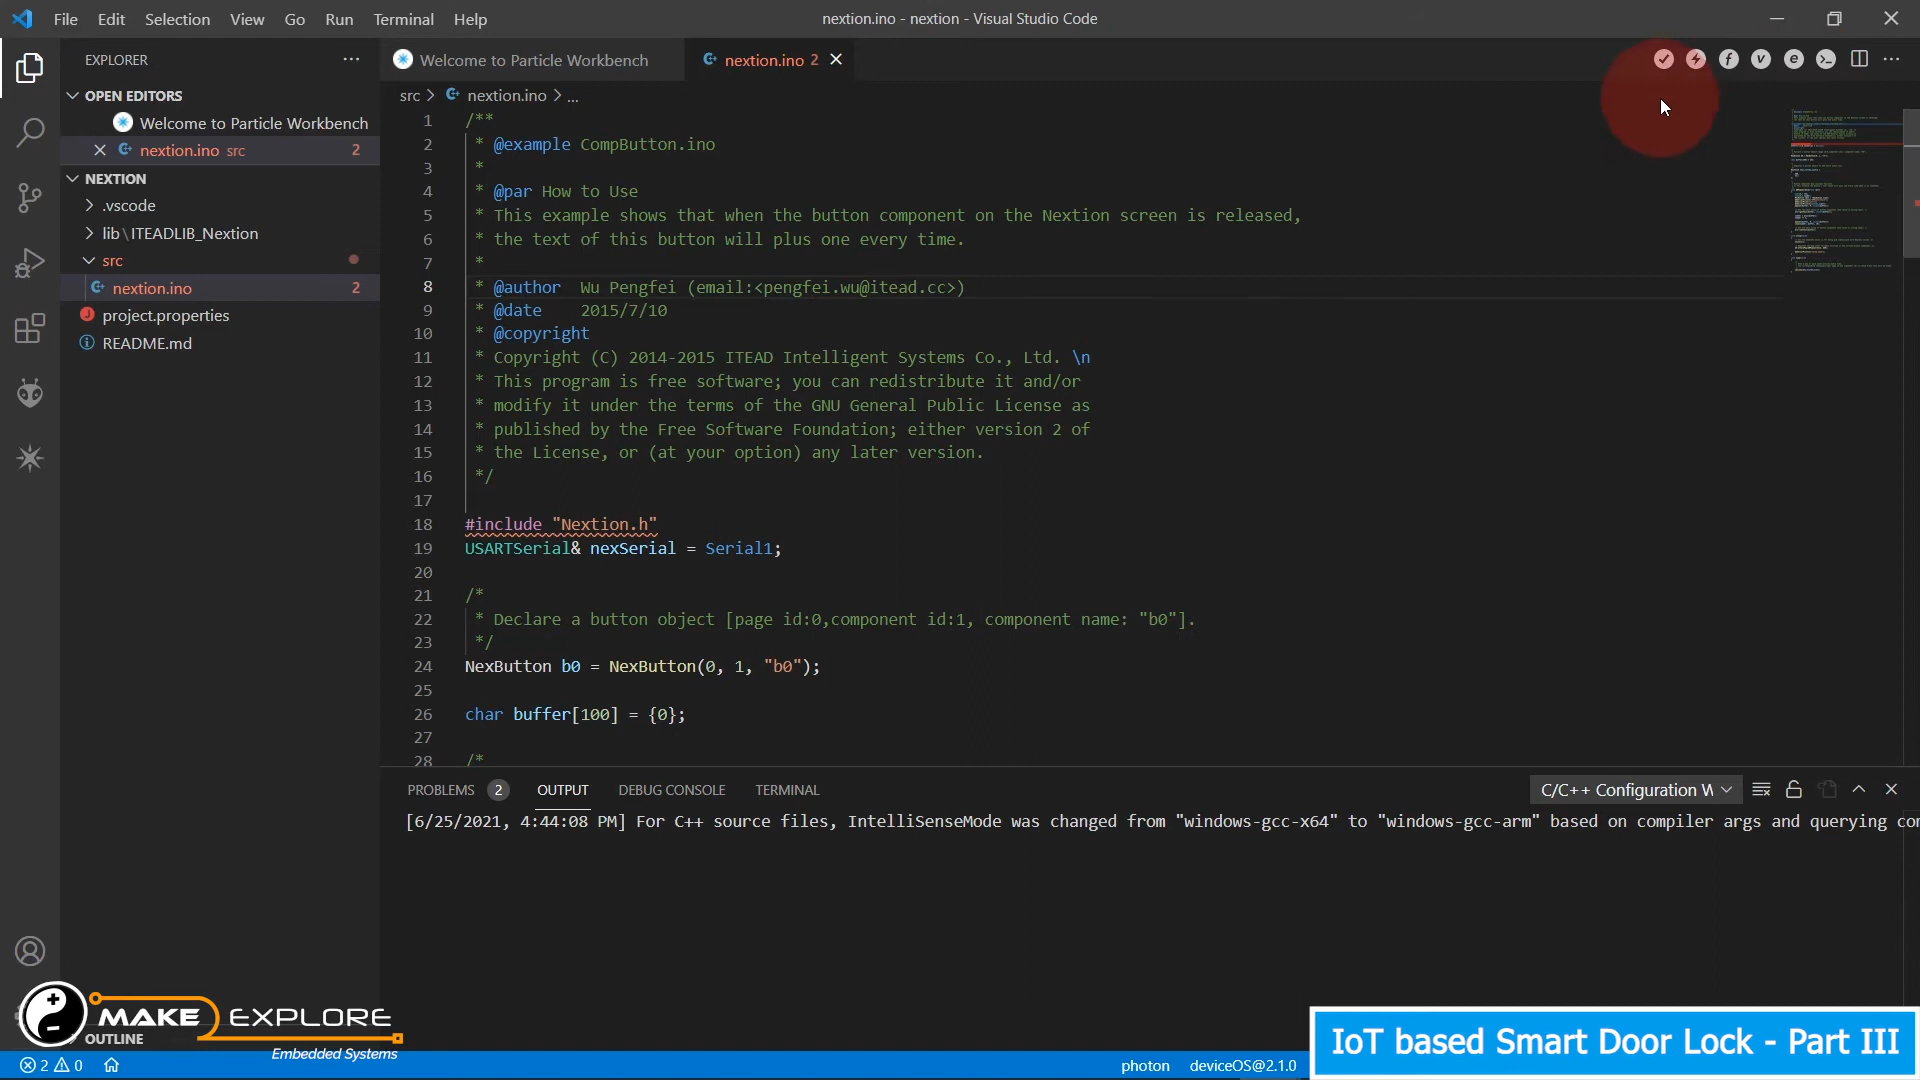 File Edit Selection View Go Run Terminal Help
nextion.ino - nextion - Visual Studio Code
EXPLORER
Welcome to Particle Workbench
nextion.ino 2
OPEN EDITORS
Welcome to Particle Workbench
nextion.ino src 2
NEXTION
.vscode
lib\ITEADLIB_Nextion
src
nextion.ino 2
project.properties
README.md
src > nextion.ino > ...
1 /**
2 * @example CompButton.ino
3 *
4 * @par How to Use
5 * This example shows that when the button component on the Nextion screen is released,
6 * the text of this button will plus one every time.
7 *
8 * @author Wu Pengfei (email:<pengfei.wu@itead.cc>)
9 * @date 2015/7/10
10 * @copyright
11 * Copyright (C) 2014-2015 ITEAD Intelligent Systems Co., Ltd. \n
12 * This program is free software; you can redistribute it and/or
13 * modify it under the terms of the GNU General Public License as
14 * published by the Free Software Foundation; either version 2 of
15 * the License, or (at your option) any later version.
16 */
17
18 #include "Nextion.h"
19 USARTSerial& nexSerial = Serial1;
20
21 /*
22 * Declare a button object [page id:0,component id:1, component name: "b0"].
23 */
24 NexButton b0 = NexButton(0, 1, "b0");
25
26 char buffer[100] = {0};
27
28 /*
PROBLEMS 2 OUTPUT DEBUG CONSOLE TERMINAL
C/C++ Configuration W
[6/25/2021, 4:44:08 PM] For C++ source files, IntelliSenseMode was changed from "windows-gcc-x64" to "windows-gcc-arm" based on compiler args and querying co
MAKE EXPLORE
OUTLINE
Embedded Systems
IoT based Smart Door Lock - Part III
2 0
photon deviceOS@2.1.0